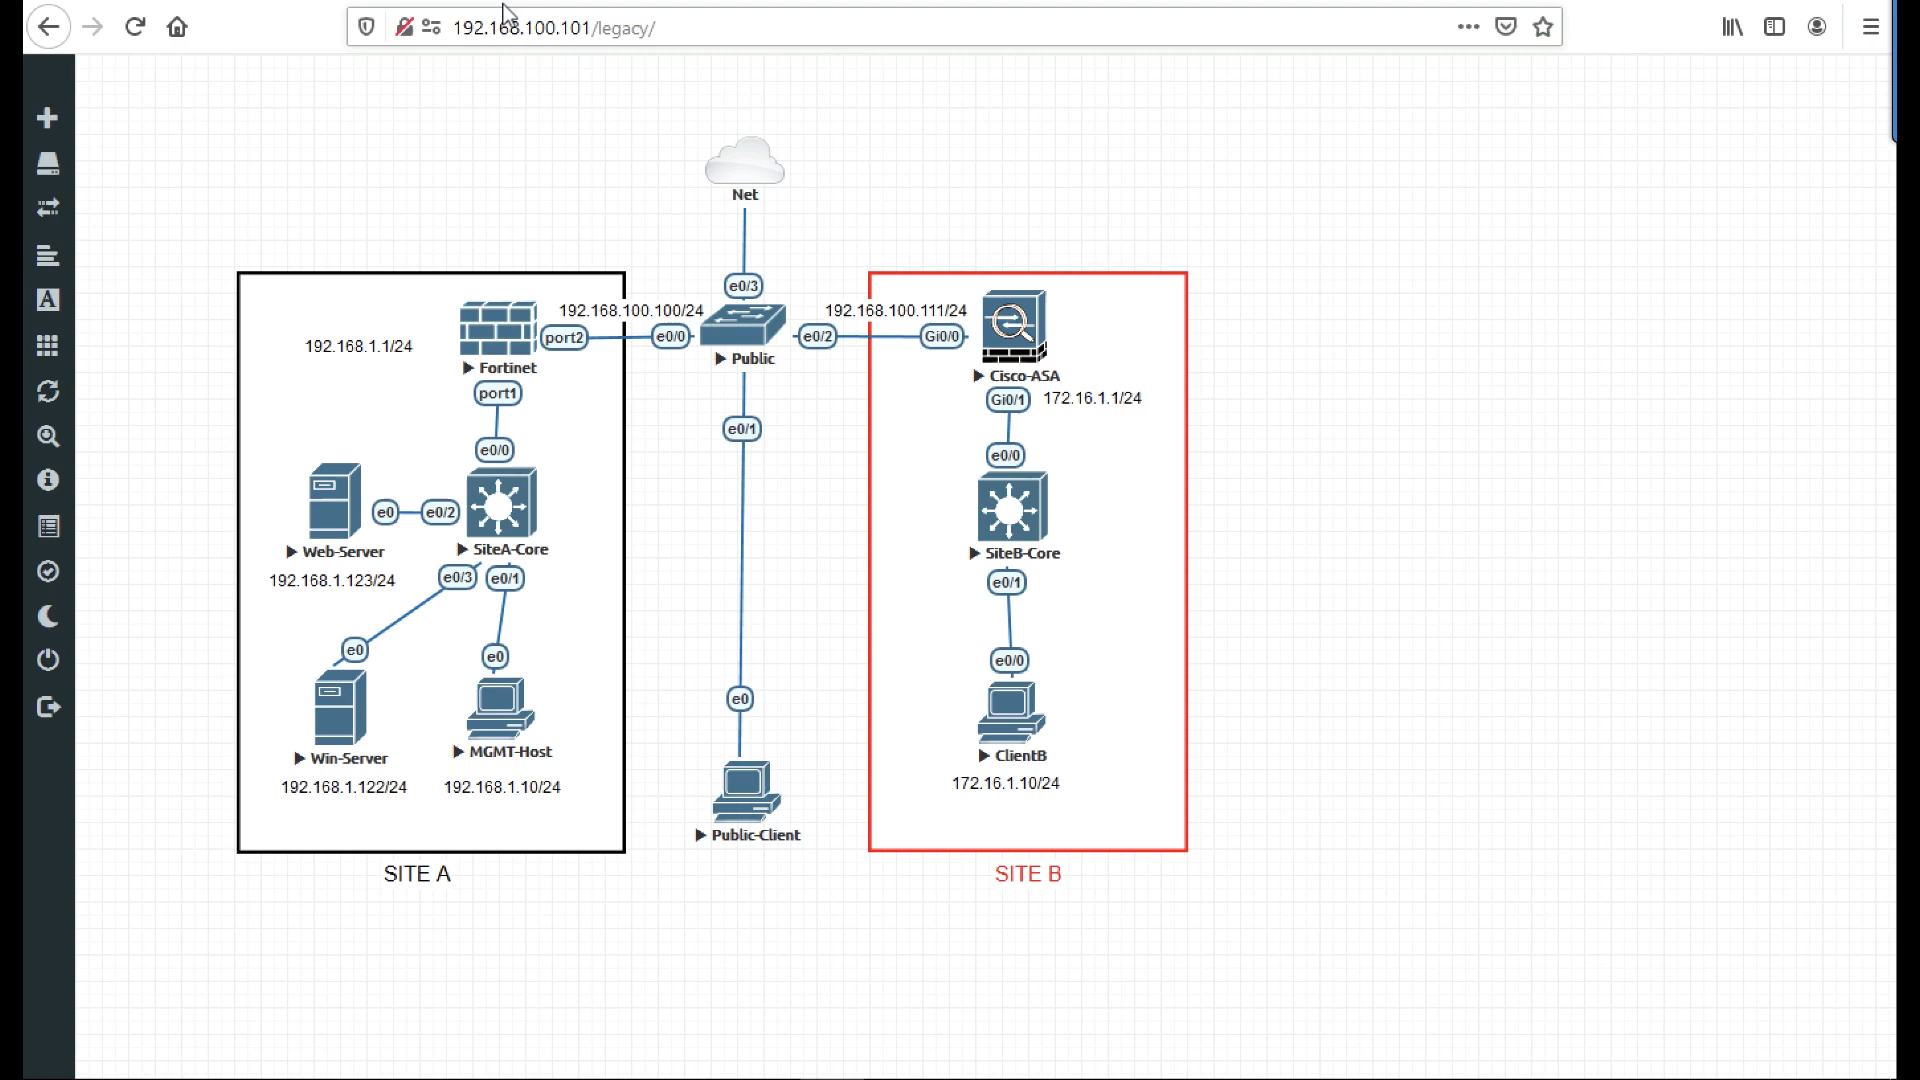 192.168.100.101/legacy/
Net
e0/3
192.168.100.100/24
192.168.100.111/24
192.168.1.1/24
port2
e0/0
e0/2
Gi0/0
Public
Fortinet
Cisco-ASA
port1
Gi0/1
172.16.1.1/24
e0/1
e0/0
e0/0
e0
e0/2
Web-Server
SiteA-Core
SiteB-Core
192.168.1.123/24
e0/3
e0/1
e0/1
e0
e0
e0/0
e0
Win-Server
MGMT-Host
ClientB
192.168.1.122/24
192.168.1.10/24
172.16.1.10/24
Public-Client
SITE A
SITE B